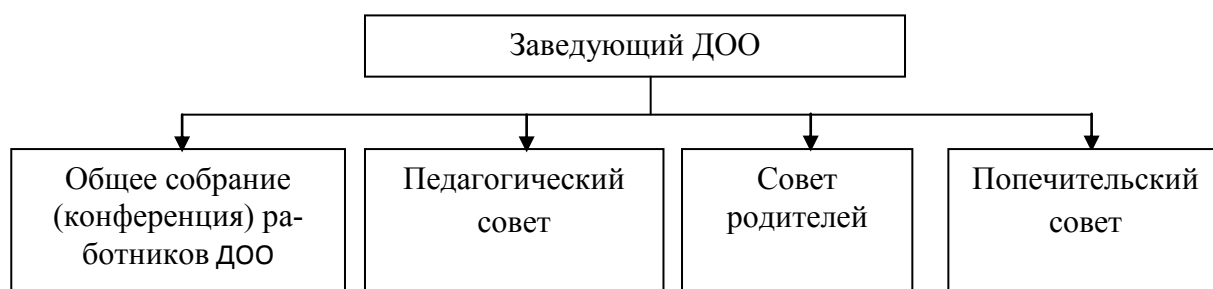 Заведующий ДОО
Общее собрание
(конференция) ра-
ботников ДОО
Педагогический
совет
Совет
родителей
Попечительский
совет